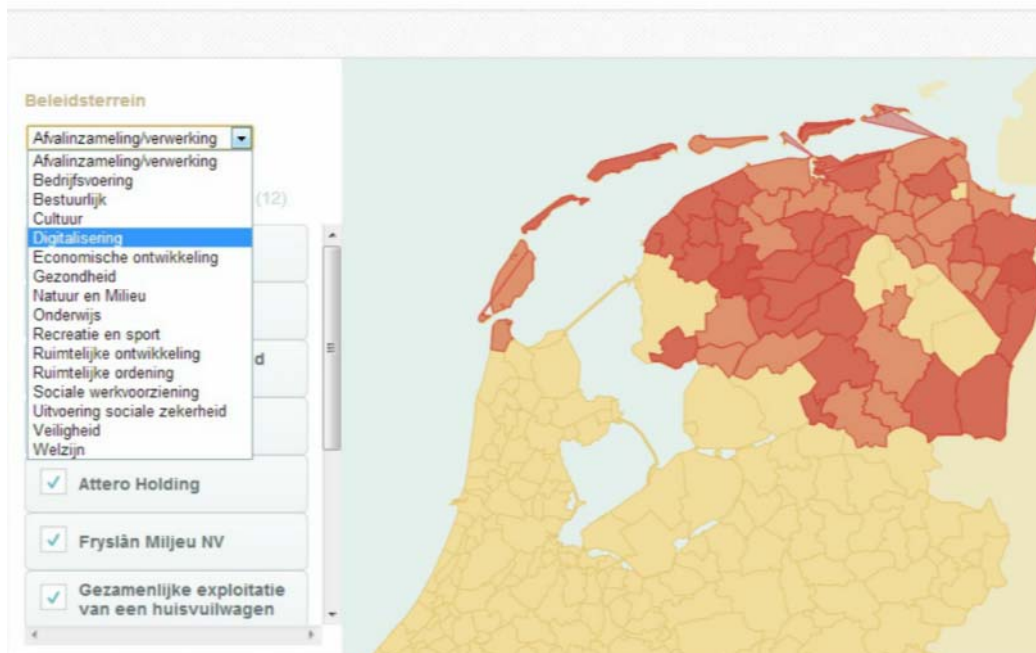 Beleidsterrein
Afvalinzameling/verwerking
Afvalinzameling/verwerking
Bedrijfsvoering
Bestuurlijk
(12)
Cultuur
Digitalisering
Economische ontwikkeling
Gezondheid
Natuur en Milieu
Onderwijs
Recreatie en sport
Ruimtelijke ontwikkeling
d
Ruimtelijke ordening
Sociale werkvoorziening
Uitvoering sociale zekerheid
Veiligheid
Welzijn
Attero Holding
Fryslân Miljeu NV
Gezamenlijke exploitatie
van een huisvuilwagen